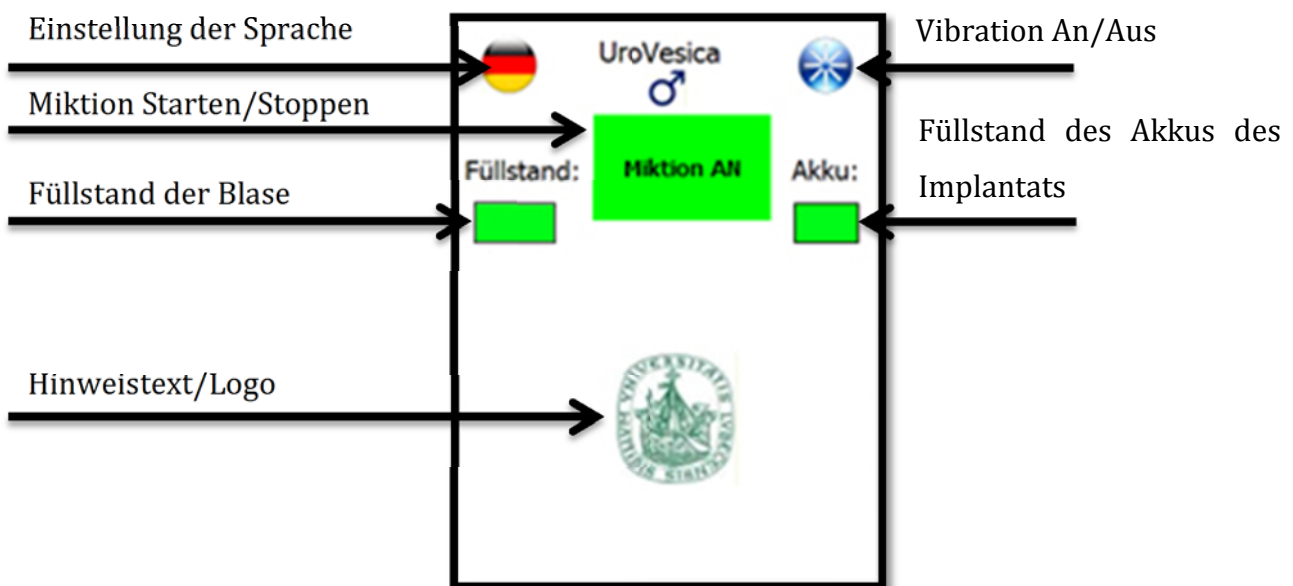 Einstellung der Sprache
Miktion Starten/Stoppen
Füllstand der Blase
Hinweistext/Logo
UroVesica
Füllstand:
Miktion AN
Akku:
Vibration An/Aus
Füllstand des Akkus des
Implantats